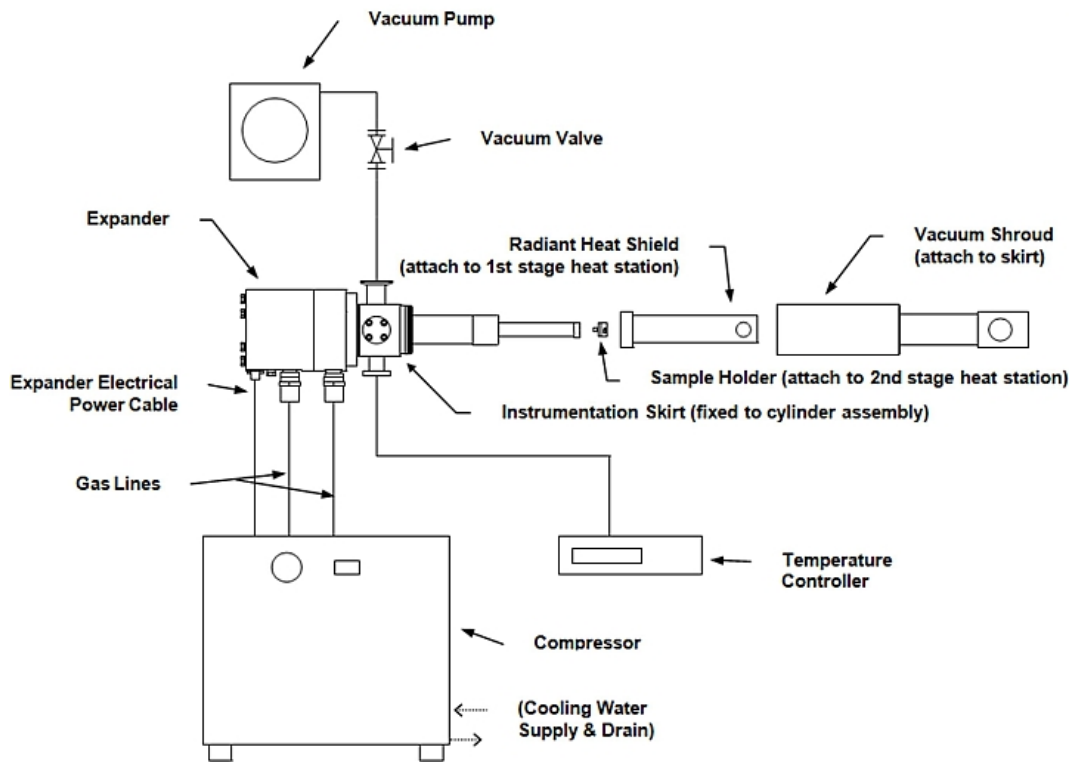 Vacuum Pump
Vacuum Valve
Expander
Radiant Heat Shield
(attach to 1st stage heat station)
Vacuum Shroud
(attach to skirt)
Expander Electrical
Power Cable
Sample Holder (attach to 2nd stage heat station)
Instrumentation Skirt (fixed to cylinder assembly)
Gas Lines
Temperature
Controller
Compressor
(Cooling Water
Supply & Drain)